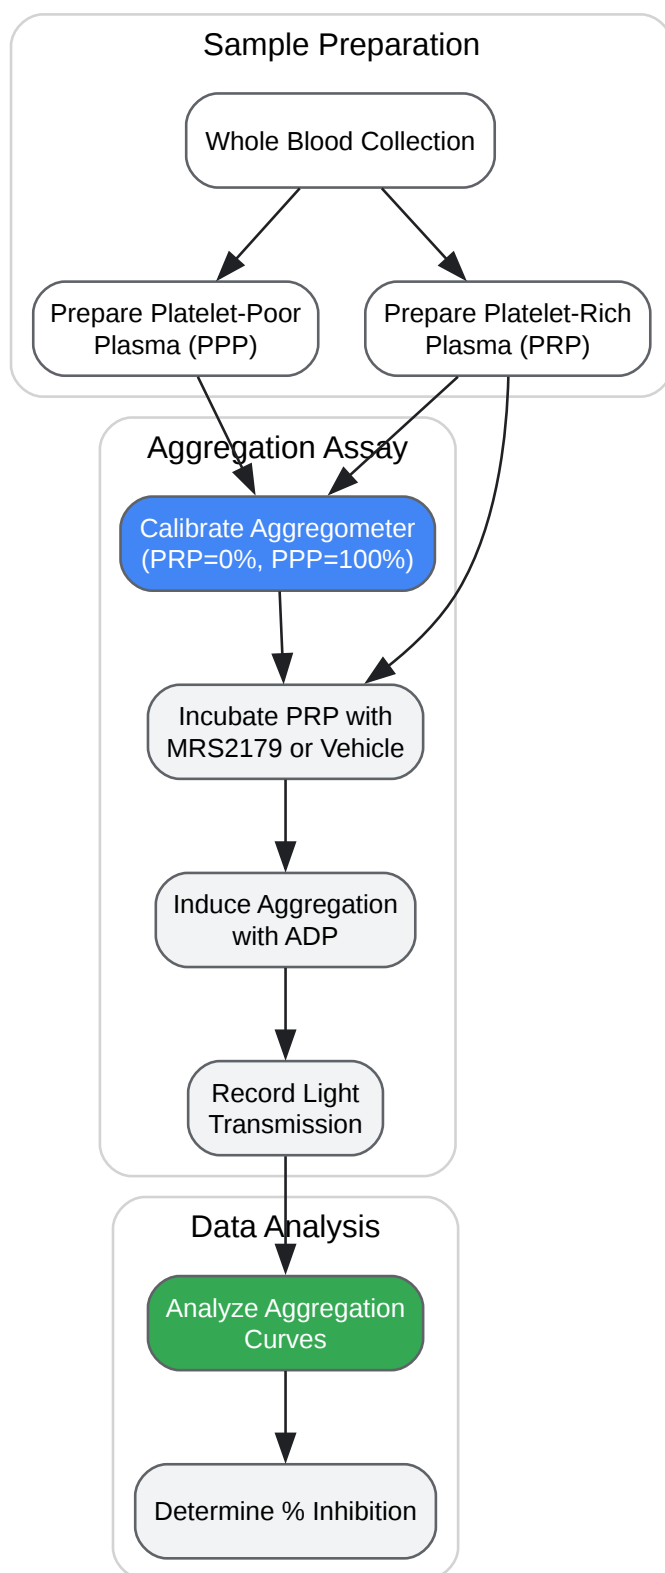 Sample Preparation
Whole Blood Collection
Prepare Platelet-Poor
Plasma (PPP)
Prepare Platelet-Rich
Plasma (PRP)
Aggregation Assay
Calibrate Aggregometer
(PRP=0%, PPP=100%)
Incubate PRP with
MRS2179 or Vehicle
Induce Aggregation
with ADP
Record Light
Transmission
Data Analysis
Analyze Aggregation
Curves
Determine % Inhibition